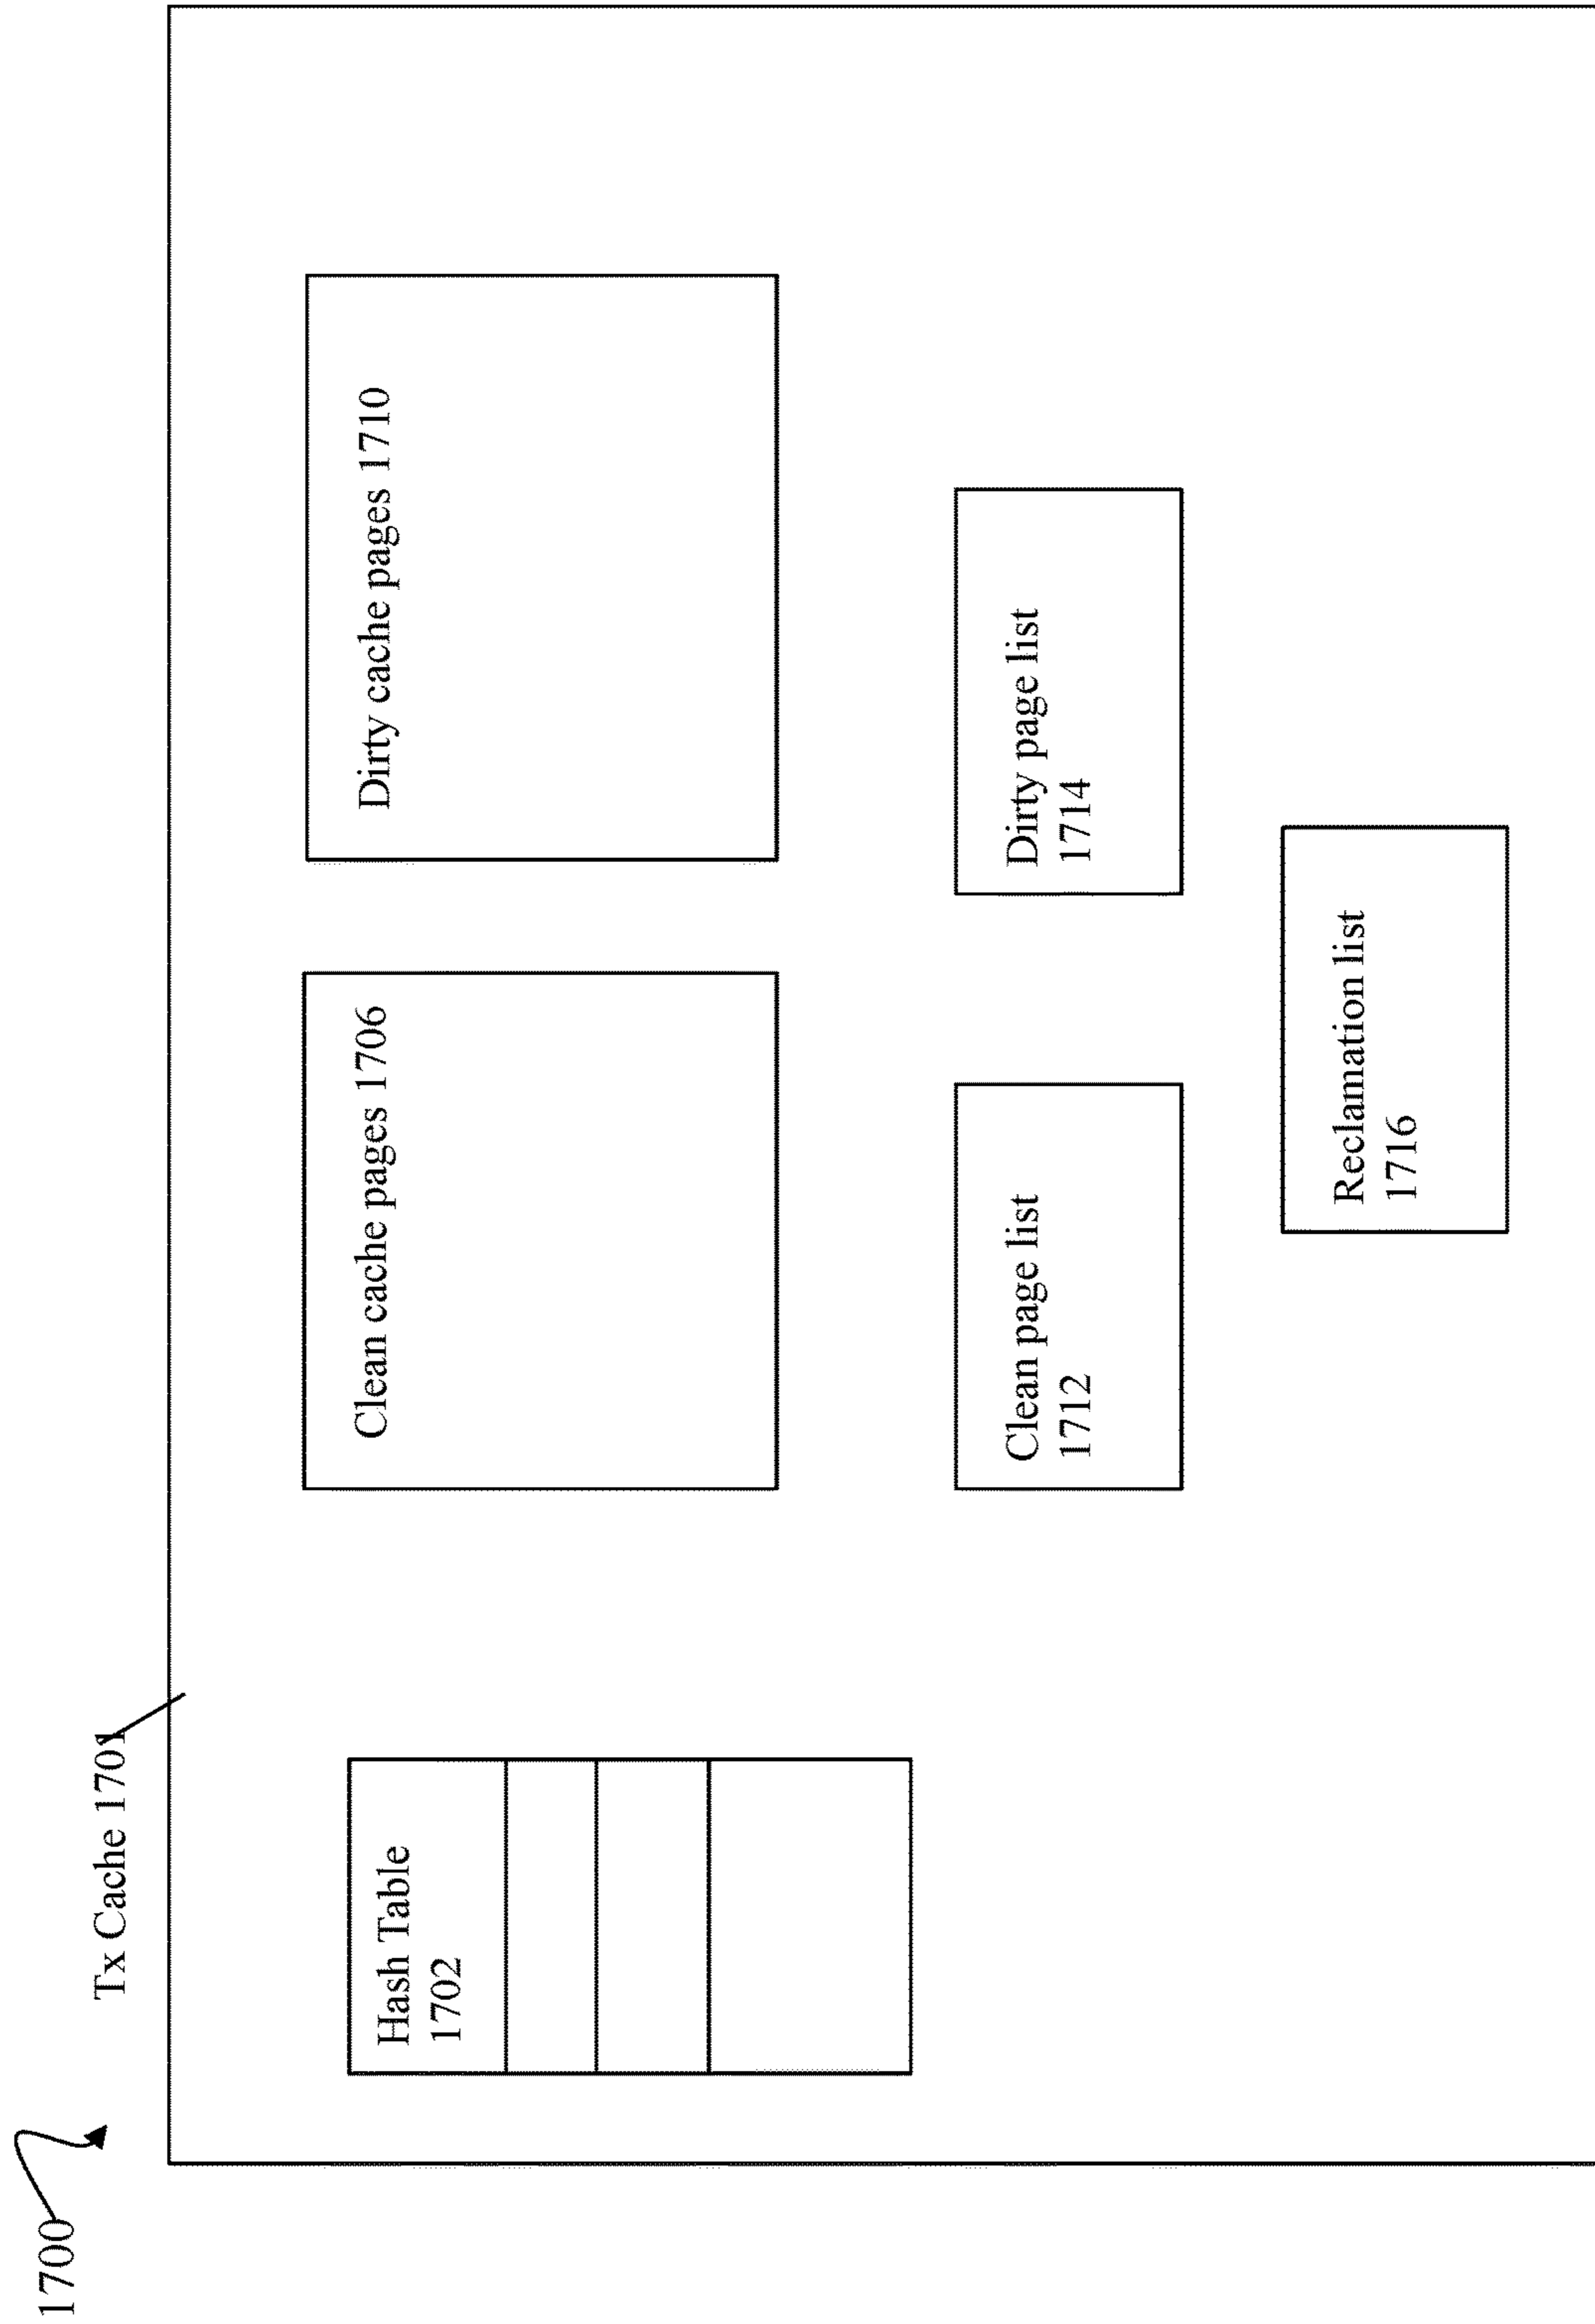 1700
Tx Cache 1701
Hash Table
1702
Clean cache pages 1706
Dirty cache pages 1710
Clean page list
1712
Dirty page list
1714
Reclamation list
1716